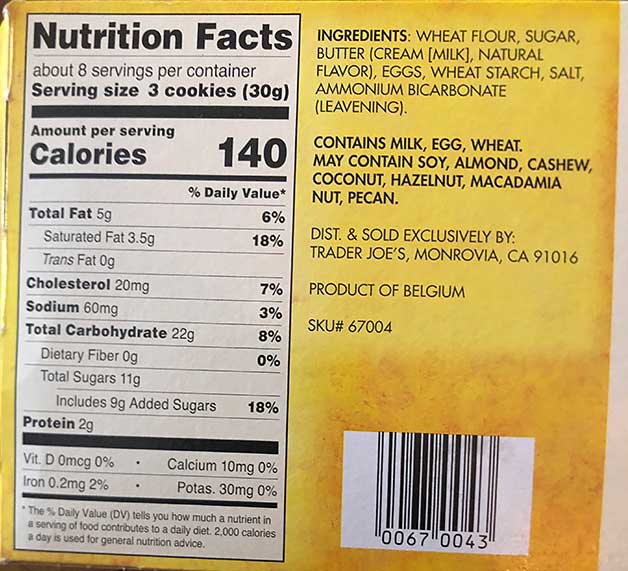 Nutrition Facts
about 8 servings per container
Serving size 3 cookies (30g)
Amount per serving
Calories 140
% Daily Value*
Total Fat 5g 6%
Saturated Fat 3.5g 18%
Trans Fat 0g
Cholesterol 20mg 7%
Sodium 60mg 3%
Total Carbohydrate 22g 8%
Dietary Fiber 0g 0%
Total Sugars 11g
Includes 9g Added Sugars 18%
Protein 2g
Vit. D 0mcg 0% • Calcium 10mg 0%
Iron 0.2mg 2% • Potas. 30mg 0%
* The % Daily Value (DV) tells you how much a nutrient in
a serving of food contributes to a daily diet. 2,000 calories
a day is used for general nutrition advice.
INGREDIENTS: WHEAT FLOUR, SUGAR,
BUTTER (CREAM [MILK], NATURAL
FLAVOR), EGGS, WHEAT STARCH, SALT,
AMMONIUM BICARBONATE
(LEAVENING).
CONTAINS MILK, EGG, WHEAT.
MAY CONTAIN SOY, ALMOND, CASHEW,
COCONUT, HAZELNUT, MACADAMIA
NUT, PECAN.
DIST. & SOLD EXCLUSIVELY BY:
TRADER JOE'S, MONROVIA, CA 91016
PRODUCT OF BELGIUM
SKU# 67004
0067 0043